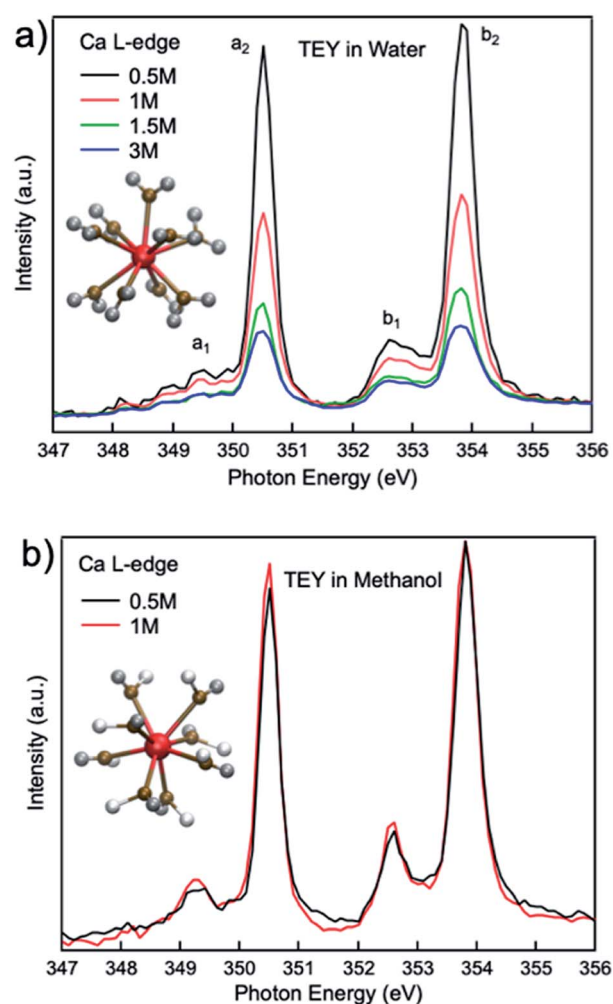 a)
Ca L-edge
TEY in Water
0.5M
1M
1.5M
3M
a₂
b₂
a₁
b₁
Intensity (a.u.)
347 348 349 350 351 352 353 354 355 356
Photon Energy (eV)
b)
Ca L-edge
TEY in Methanol
0.5M
1M
Intensity (a.u.)
347 348 349 350 351 352 353 354 355 356
Photon Energy (eV)